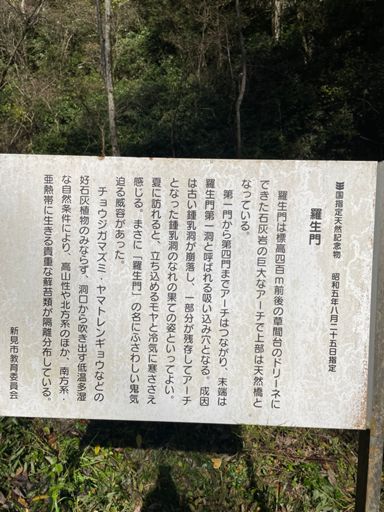 国指定天然記念物　昭和五年八月二十五日指定
羅生門
羅生門は標高四百ｍ前後の草間台のドリーネに
できた石灰岩の巨大なアーチで上部は天然橋と
なっている。
第一門から第四門までアーチはつながり、末端は
羅生門第一洞と呼ばれる吸い込み穴となる。成因
は古い鍾乳洞が崩落し、一部分が残存してアーチ
となった鍾乳洞のなれの果ての姿といってよい。
夏に訪れると、立ち込めるモヤと冷気に寒ささえ
感じる。まさに「羅生門」の名にふさわしい鬼気
迫る威容があった。
チョウジガマズミ・ヤマトレンギョウなどの
好石灰植物のみならず、洞口から吹き出す低温多湿
な自然条件により、高山性や北方系のほか、南方系・
亜熱帯に生きる貴重な蘚苔類が隔離分布している。
新見市教育委員会